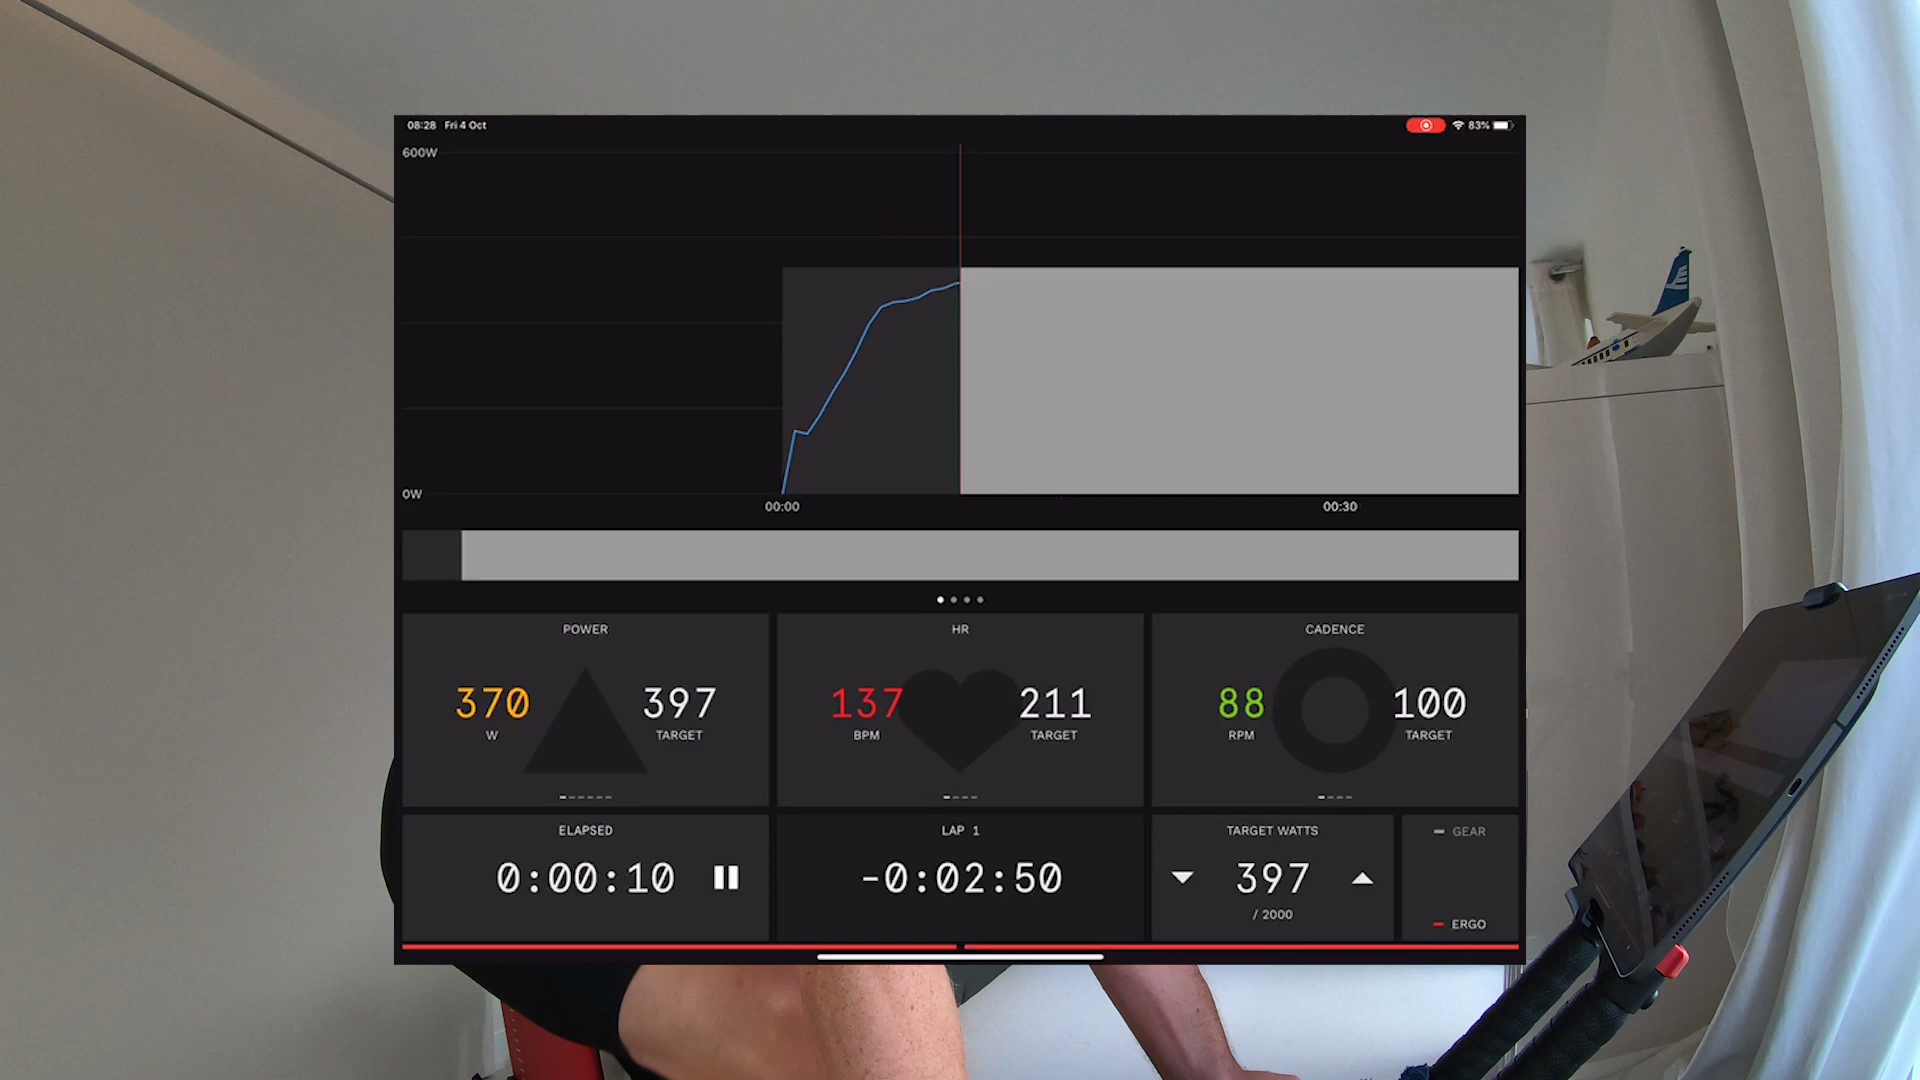 08:28 Fri 4 Oct
83%
600W
0W
00:00 00:30
POWER
370 397
W TARGET
HR
137 211
BPM TARGET
CADENCE
88 100
RPM TARGET
ELAPSED
0:00:10
LAP 1
-0:02:50
TARGET WATTS
397
/ 2000
GEAR
ERGO